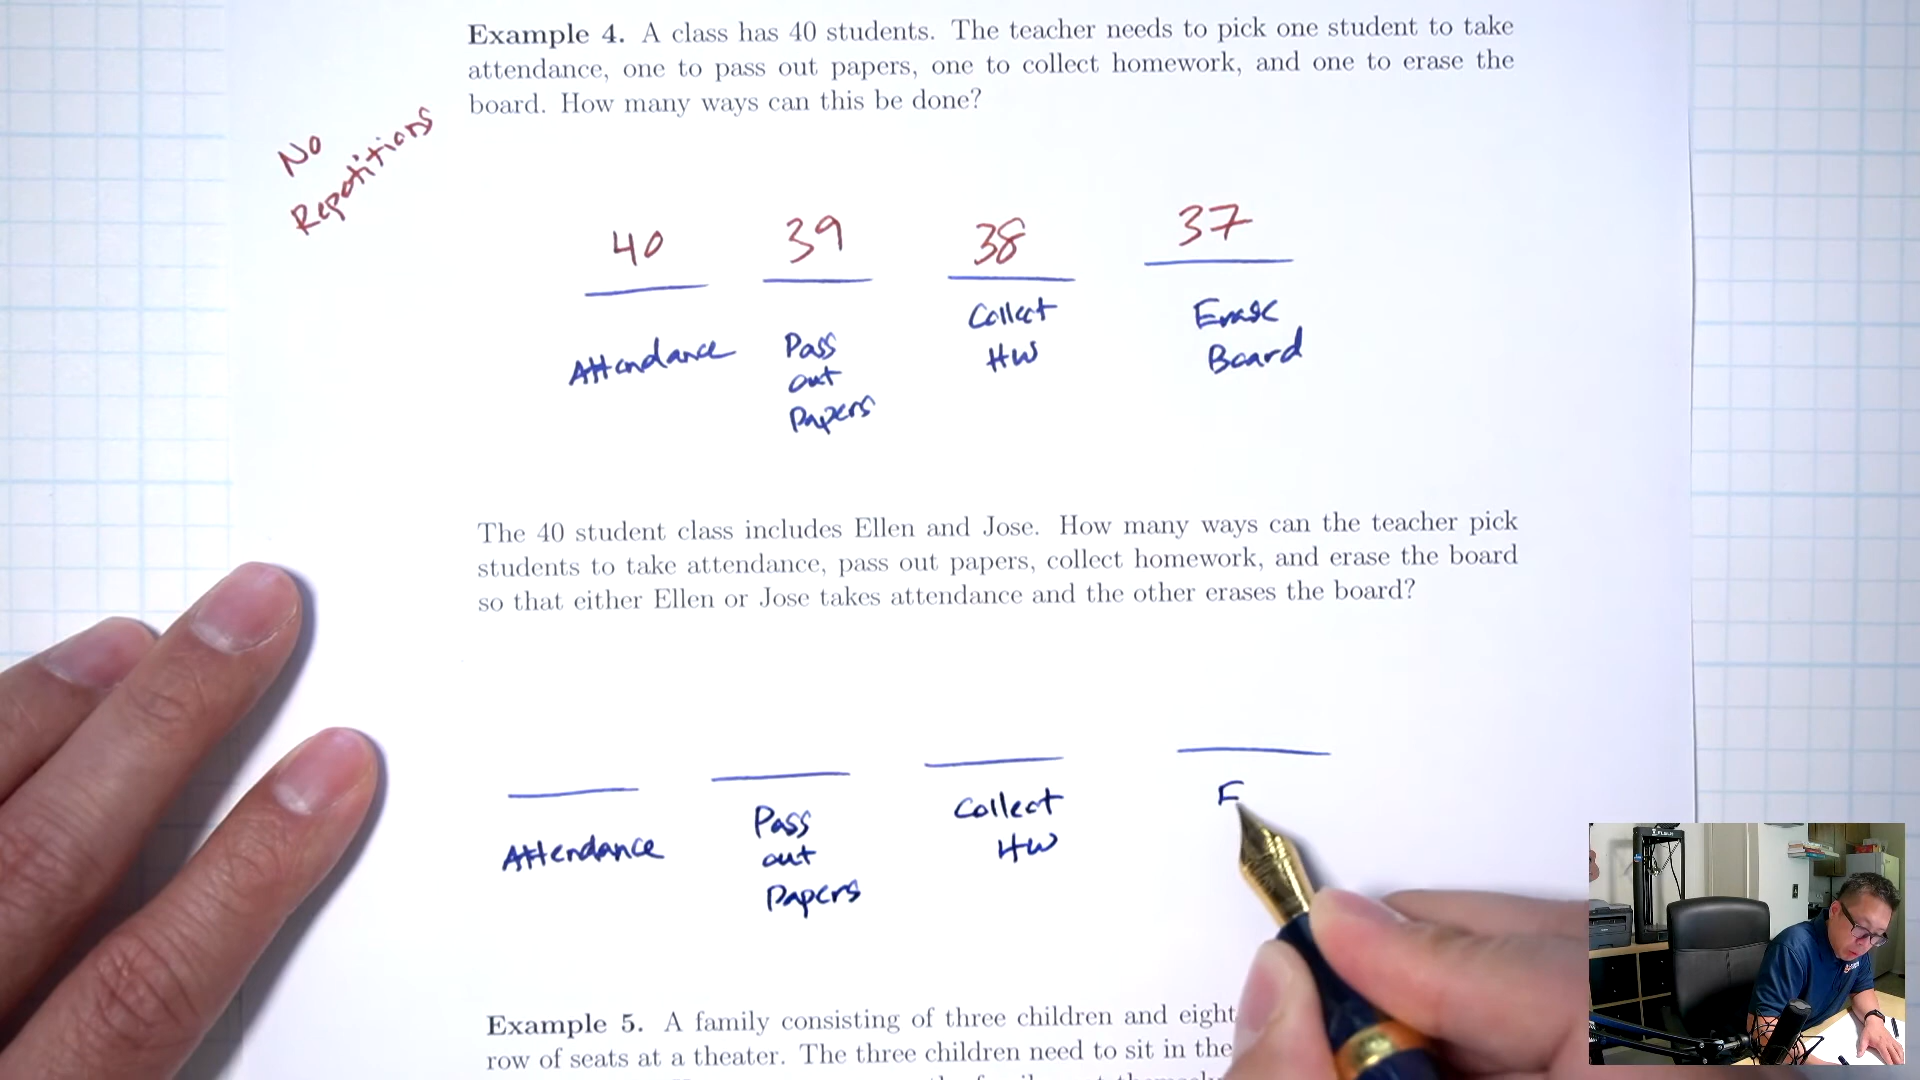 Example 4. A class has 40 students. The teacher needs to pick one student to take
attendance, one to pass out papers, one to collect homework, and one to erase the
board. How many ways can this be done?
No
Repotitions
40 39 38 37
Attendance
Pass
out
Papers
Collect
HW
Erase
Board
The 40 student class includes Ellen and Jose. How many ways can the teacher pick
students to take attendance, pass out papers, collect homework, and erase the board
so that either Ellen or Jose takes attendance and the other erases the board?
Attendance
Pass
out
Papers
Collect
HW
E
Example 5. A family consisting of three children and eight
row of seats at a theater. The three children need to sit in the